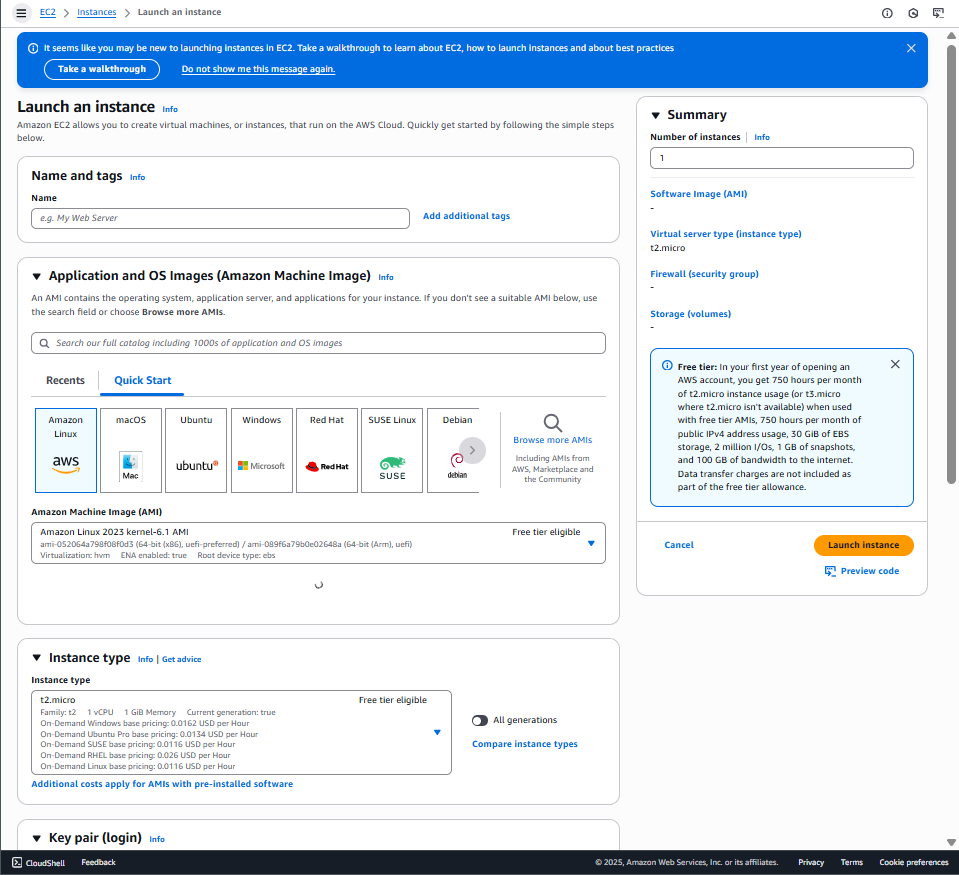 EC2 > Instances > Launch an instance
It seems like you may be new to launching instances in EC2. Take a walkthrough to learn about EC2, how to launch instances and about best practices
Take a walkthrough
Do not show me this message again.
Launch an instance Info
Amazon EC2 allows you to create virtual machines, or instances, that run on the AWS Cloud. Quickly get started by following the simple steps
below.
Name and tags Info
Name
e.g. My Web Server
Add additional tags
Application and OS Images (Amazon Machine Image) Info
An AMI contains the operating system, application server, and applications for your instance. If you don't see a suitable AMI below, use
the search field or choose Browse more AMIs.
Search our full catalog including 1000s of application and OS images
Recents
Quick Start
Amazon
Linux
aws
macOS
Mac
Ubuntu
ubuntu
Windows
Microsoft
Red Hat
Red Hat
SUSE Linux
SUSE
Debian
debian
Browse more AMIs
Including AMIs from
AWS, Marketplace and
the Community
Amazon Machine Image (AMI)
Amazon Linux 2023 kernel-6.1 AMI
Free tier eligible
ami-052064a798f08f0d3 (64-bit (x86), uefi-preferred) / ami-089f6a79b0e02648a (64-bit (Arm), uefi)
Virtualization: hvm ENA enabled: true Root device type: ebs
Instance type Info | Get advice
Instance type
t2.micro
Free tier eligible
Family: t2 1 vCPU 1 GiB Memory Current generation: true
On-Demand Windows base pricing: 0.0162 USD per Hour
On-Demand Ubuntu Pro base pricing: 0.0134 USD per Hour
On-Demand SUSE base pricing: 0.0116 USD per Hour
On-Demand RHEL base pricing: 0.026 USD per Hour
On-Demand Linux base pricing: 0.0116 USD per Hour
All generations
Compare instance types
Additional costs apply for AMIs with pre-installed software
Key pair (login) Info
Summary
Number of instances Info
1
Software Image (AMI)
-
Virtual server type (instance type)
t2.micro
Firewall (security group)
-
Storage (volumes)
-
Free tier: In your first year of opening an
AWS account, you get 750 hours per month
of t2.micro instance usage (or t3.micro
where t2.micro isn't available) when used
with free tier AMIs, 750 hours per month of
public IPv4 address usage, 30 GiB of EBS
storage, 2 million I/Os, 1 GB of snapshots,
and 100 GB of bandwidth to the internet.
Data transfer charges are not included as
part of the free tier allowance.
Cancel
Launch instance
Preview code
CloudShell
Feedback
© 2025, Amazon Web Services, Inc. or its affiliates.
Privacy
Terms
Cookie preferences